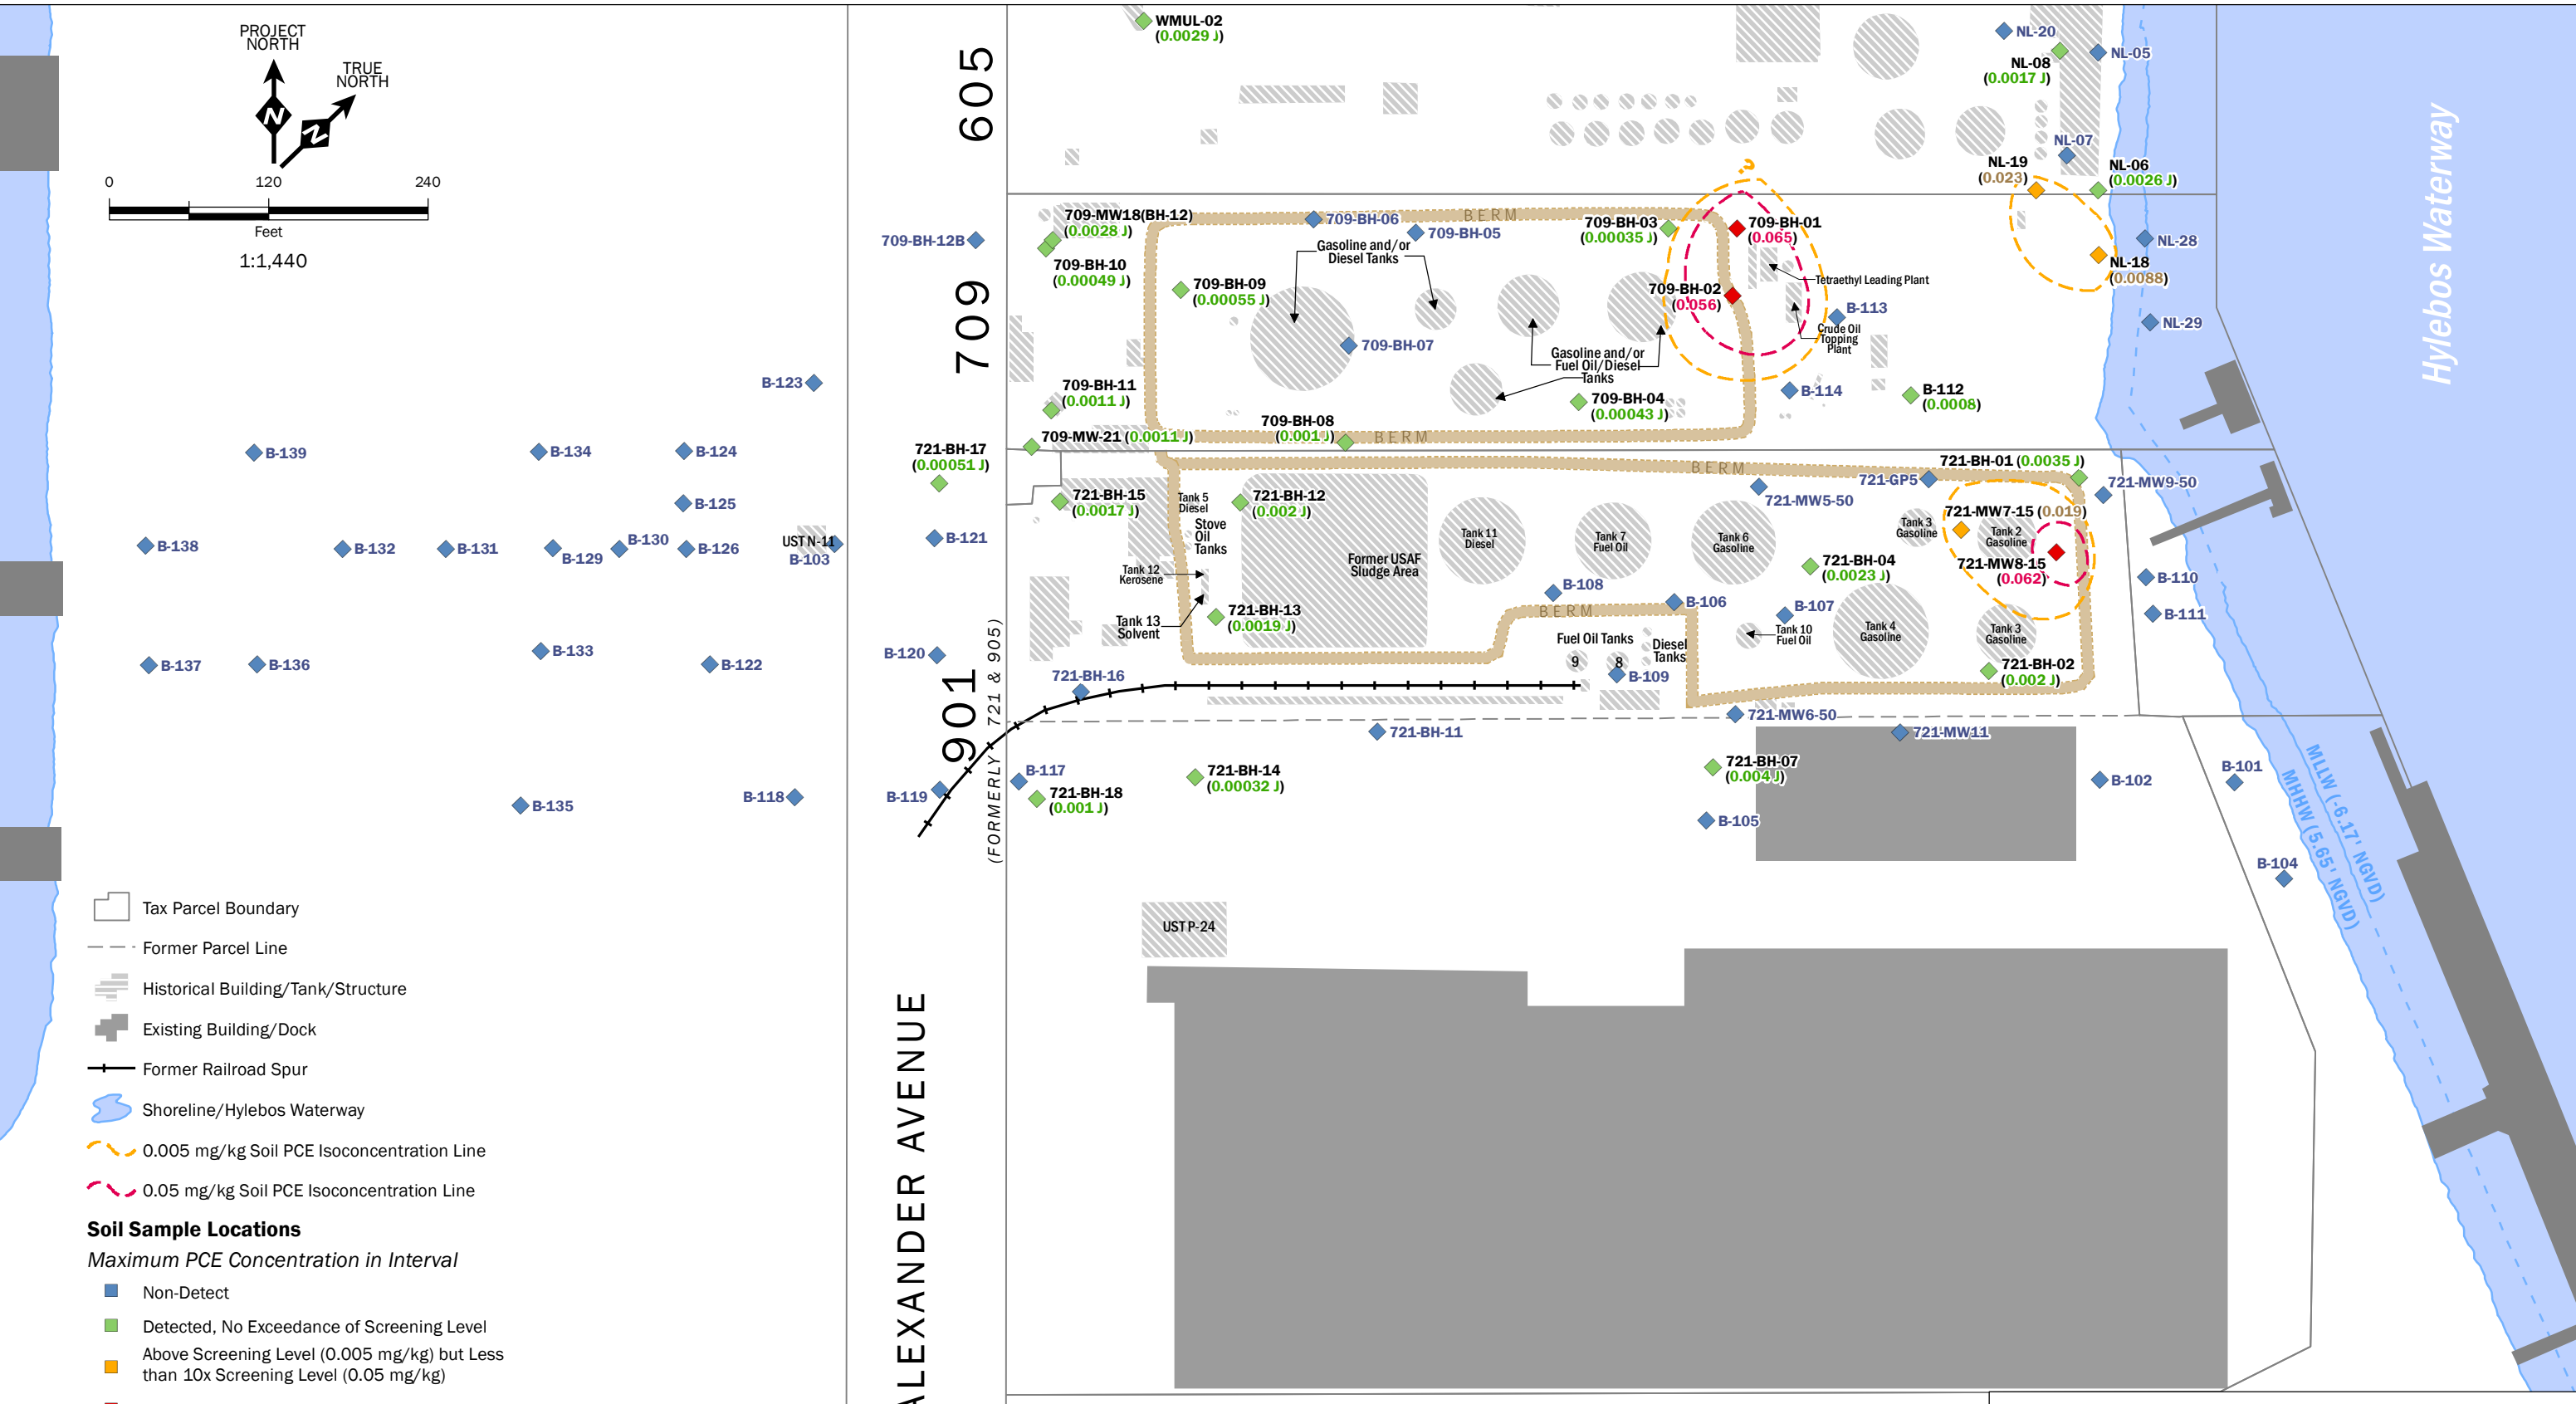 PROJECT
NORTH
TRUE
NORTH
N
N
0 120 240
Feet
1:1,440
605
709
901
(FORMERLY 721 & 905)
ALEXANDER AVENUE
Hylebos Waterway
MLLW (-6.17' NGVD)
MHHW (5.65' NGVD)
WMUL-02
(0.0029 J)
NL-20
NL-05
NL-08
(0.0017 J)
NL-07
NL-19
(0.023)
NL-06
(0.0026 J)
NL-28
NL-18
(0.0088)
NL-29
?
709-BH-12B
709-MW18(BH-12)
(0.0028 J)
709-BH-10
(0.00049 J)
709-BH-09
(0.00055 J)
709-BH-06
BERM
709-BH-05
Gasoline and/or
Diesel Tanks
709-BH-03
(0.00035 J)
709-BH-01
(0.065)
709-BH-02
(0.056)
Tetraethyl Leading Plant
B-113
Crude Oil
Topping
Plant
709-BH-07
Gasoline and/or
Fuel Oil/Diesel
Tanks
B-114
B-112
(0.0008)
709-BH-04
(0.00043 J)
709-BH-11
(0.0011 J)
709-MW-21 (0.0011 J)
709-BH-08
(0.001 J)
BERM
B-123
B-139
B-134
B-124
B-125
B-138
B-132
B-131
B-129
B-130
B-126
UST N-11
B-103
B-137
B-136
B-133
B-122
B-135
B-118
721-BH-17
(0.00051 J)
B-121
B-120
B-119
721-BH-15
(0.0017 J)
Tank 5
Diesel
Stove
Oil
Tanks
721-BH-12
(0.002 J)
Former USAF
Sludge Area
Tank 12
Kerosene
Tank 13
Solvent
721-BH-13
(0.0019 J)
Tank 11
Diesel
Tank 7
Fuel Oil
Tank 6
Gasoline
BERM
721-MW5-50
721-GP5
721-BH-01 (0.0035 J)
721-MW9-50
721-MW7-15 (0.019)
Tank 3
Gasoline
Tank 2
Gasoline
721-MW8-15
(0.062)
721-BH-04
(0.0023 J)
B-108
BERM
B-106
B-107
Tank 10
Fuel Oil
Tank 4
Gasoline
Tank 3
Gasoline
B-110
B-111
Fuel Oil Tanks
9
8
Diesel
Tanks
B-109
721-BH-02
(0.002 J)
721-BH-16
721-BH-11
721-MW6-50
721-MW11
B-117
721-BH-18
(0.001 J)
721-BH-14
(0.00032 J)
721-BH-07
(0.004 J)
B-105
B-102
B-101
B-104
UST P-24
Tax Parcel Boundary
Former Parcel Line
Historical Building/Tank/Structure
Existing Building/Dock
Former Railroad Spur
Shoreline/Hylebos Waterway
0.005 mg/kg Soil PCE Isoconcentration Line
0.05 mg/kg Soil PCE Isoconcentration Line
Soil Sample Locations
Maximum PCE Concentration in Interval
Non-Detect
Detected, No Exceedance of Screening Level
Above Screening Level (0.005 mg/kg) but Less
than 10x Screening Level (0.05 mg/kg)